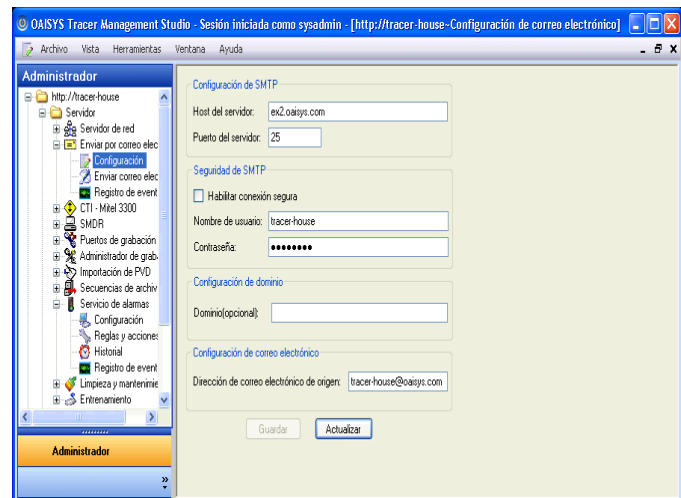 OAISYS Tracer Management Studio - Sesión iniciada como sysadmin - [http://tracer-house~Configuración de correo electrónico]
Archivo Vista Herramientas Ventana Ayuda
Administrador
http://tracer-house
Servidor
Servidor de red
Enviar por correo elec
Configuración
Enviar correo elec
Registro de event
CTI - Mitel 3300
SMDR
Puertos de grabación
Administrador de grab
Importación de PVD
Secuencias de archiv
Servicio de alarmas
Configuración
Reglas y acciones
Historial
Registro de event
Limpieza y mantenimie
Entrenamiento
Administrador
Configuración de SMTP
Host del servidor: ex2.oaisys.com
Puerto del servidor: 25
Seguridad de SMTP
Habilitar conexión segura
Nombre de usuario: tracer-house
Contraseña: ●●●●●●●●
Configuración de dominio
Dominio(opcional):
Configuración de correo electrónico
Dirección de correo electrónico de origen: tracer-house@oaisys.com
Guardar Actualizar